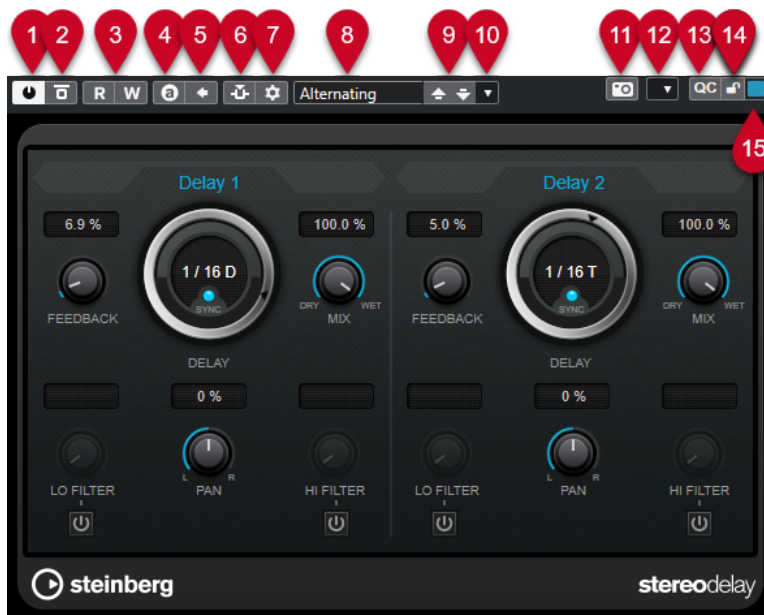 1 2 3 4 5 6 7 8 9 10 11 12 13 14
R W a Alternating QC
15
Delay 1 Delay 2
6.9 % 100.0 % 5.0 % 100.0 %
1 / 16 D 1 / 16 T
SYNC SYNC
DRY WET DRY WET
FEEDBACK MIX FEEDBACK MIX
DELAY DELAY
0 % 0 %
L R L R
LO FILTER PAN HI FILTER LO FILTER PAN HI FILTER
steinberg stereodelay